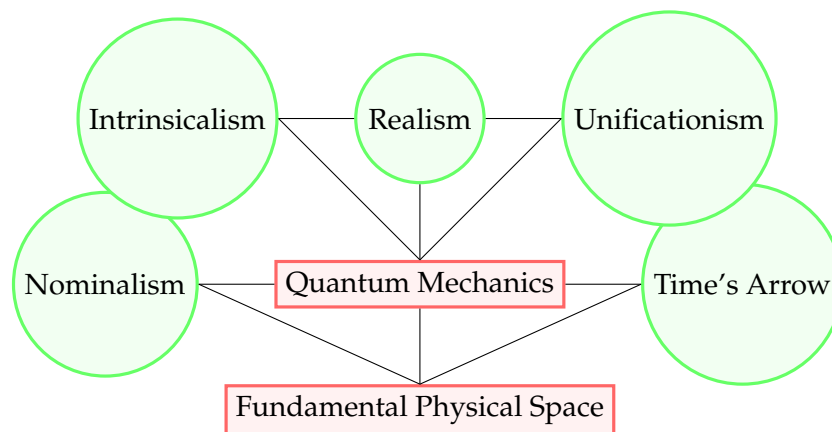 Intrinsicalism
Realism
Unificationism
Nominalism
Quantum Mechanics
Time's Arrow
Fundamental Physical Space